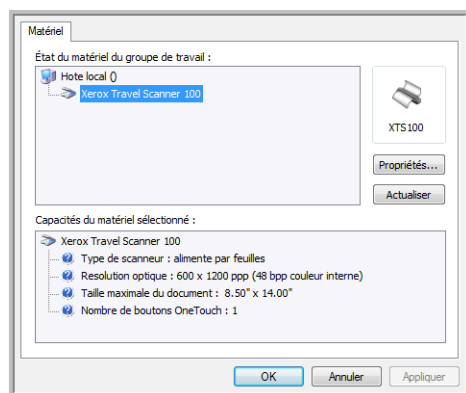 Matériel
État du matériel du groupe de travail :
Hote local ()
Xerox Travel Scanner 100
XTS100
Propriétés...
Actualiser
Capacités du matériel sélectionné :
Xerox Travel Scanner 100
Type de scanneur : alimente par feuilles
Resolution optique : 600 x 1200 ppp (48 bpp couleur interne)
Taille maximale du document : 8.50" x 14.00"
Nombre de boutons OneTouch : 1
OK Annuler Appliquer